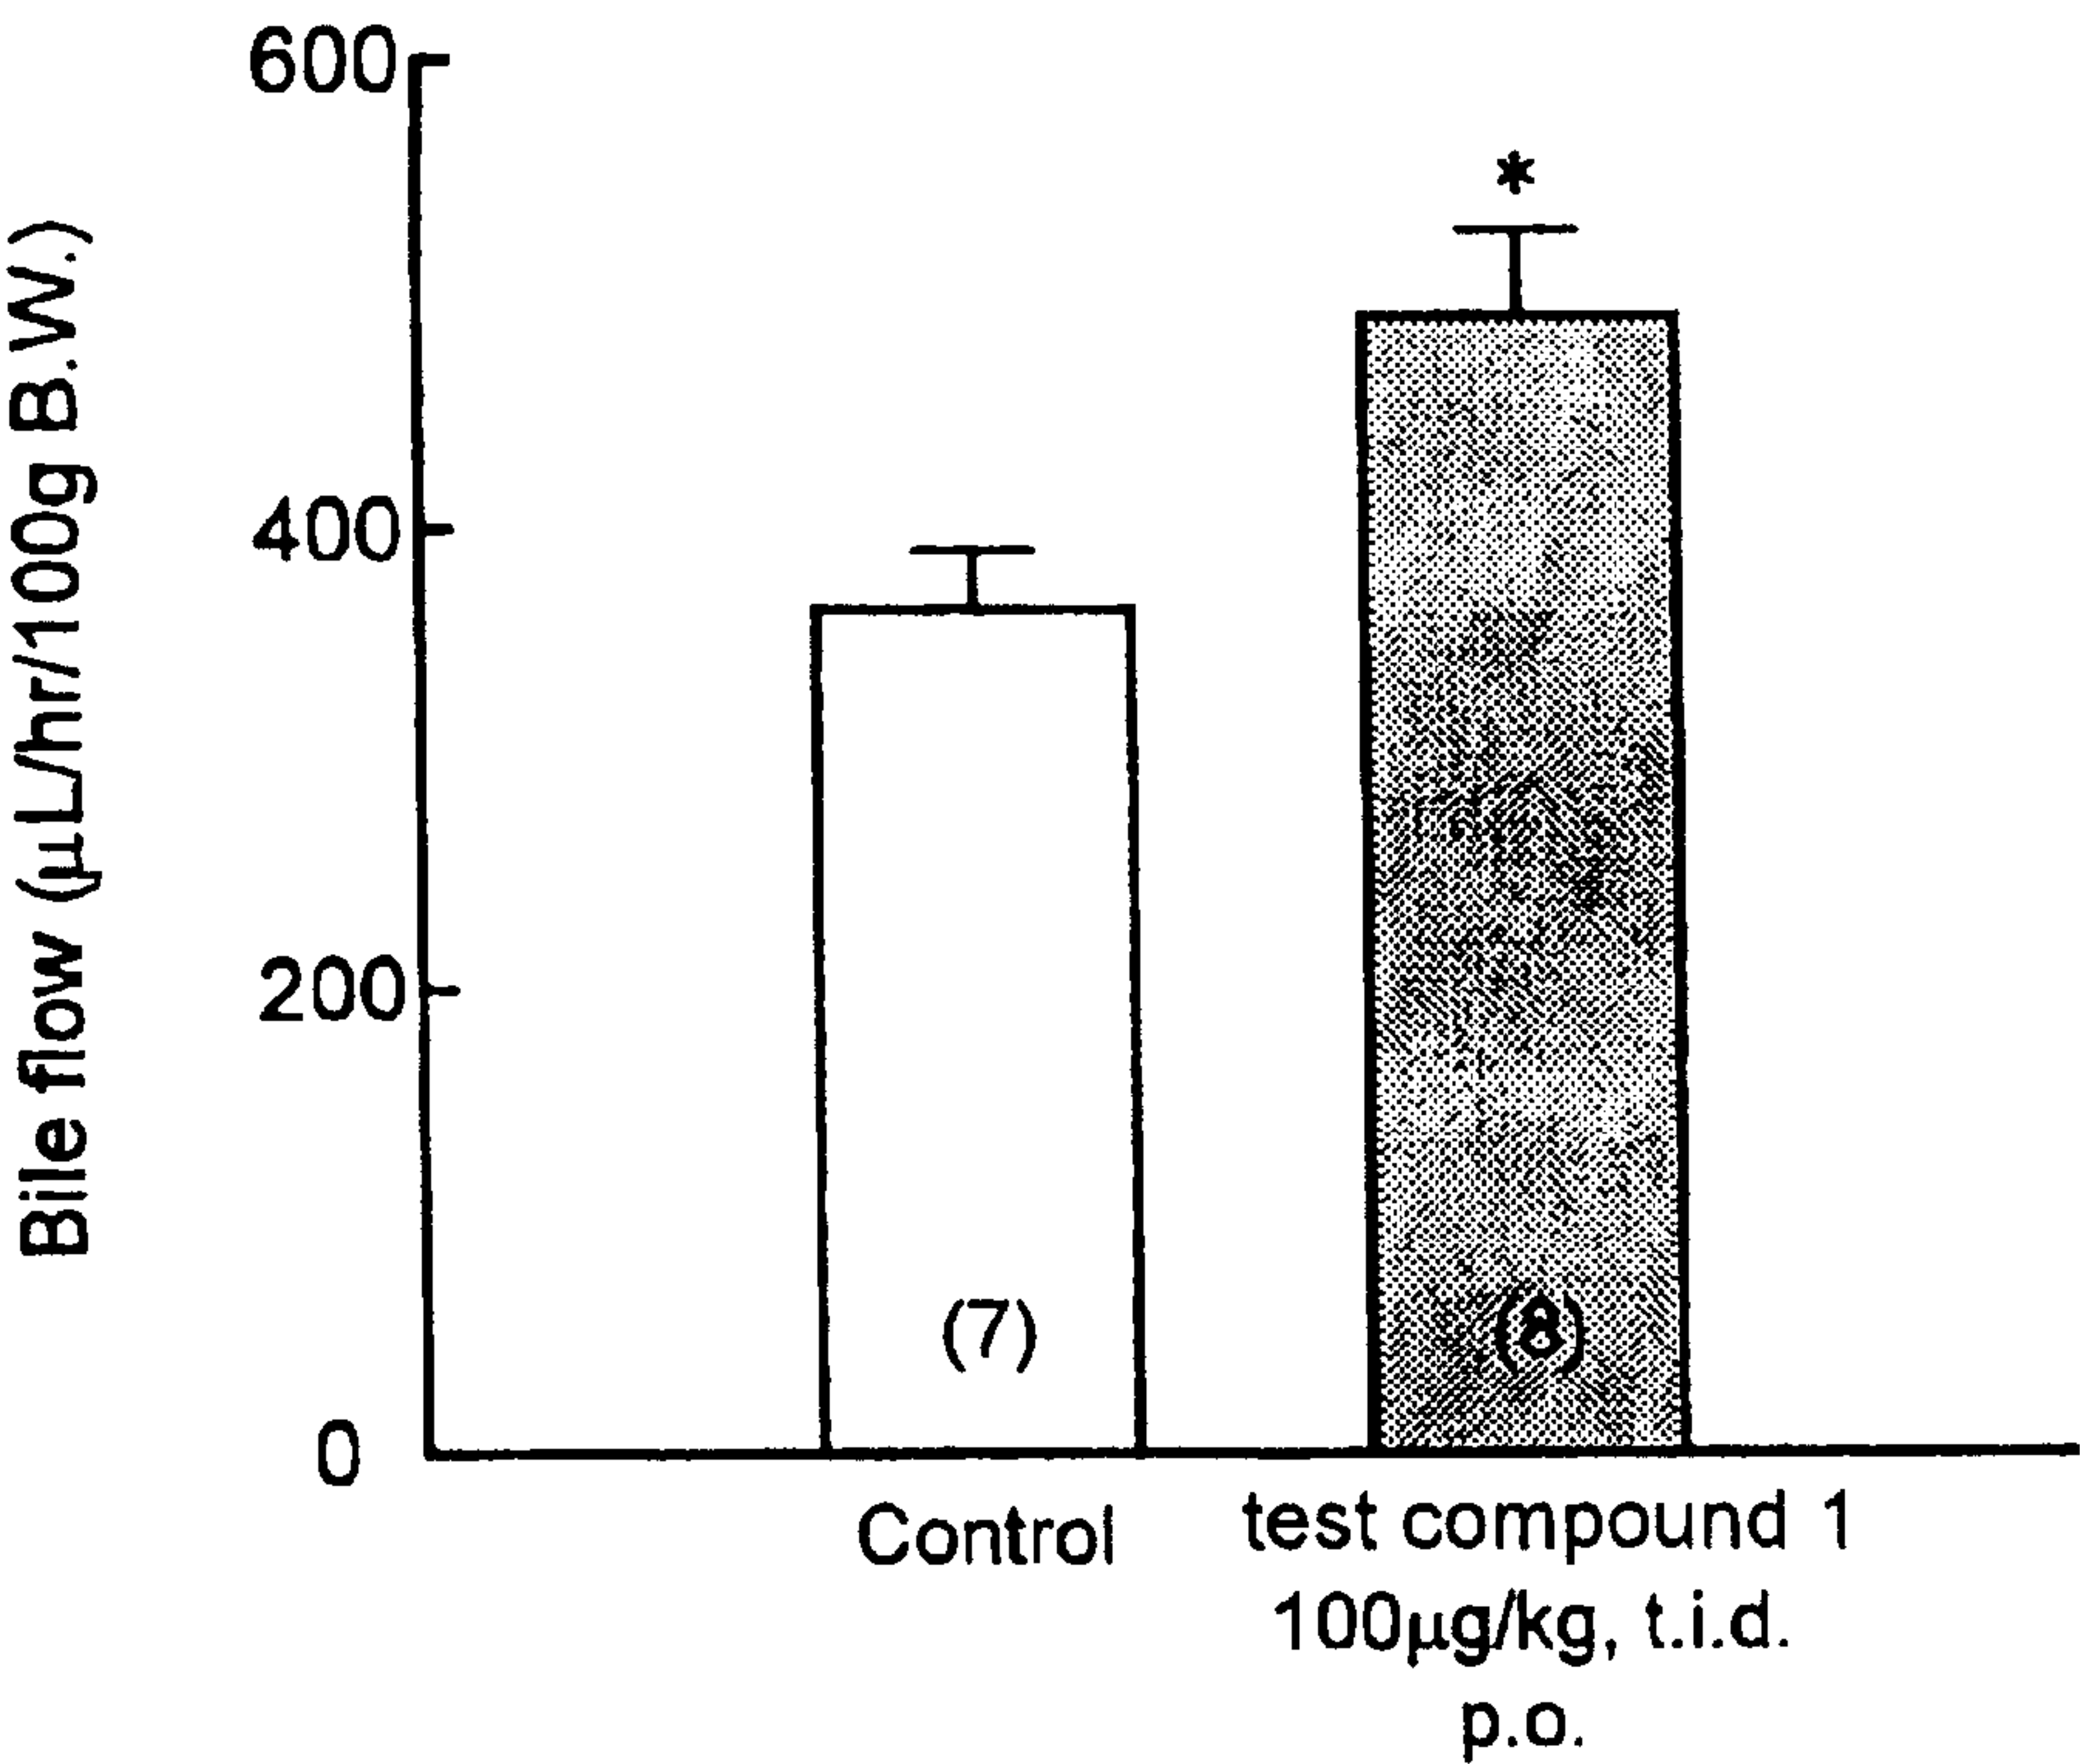 Bile flow (μL/hr/100g B.W.)
600
400
200
0
*
(7)
(8)
Control
test compound 1
100μg/kg, t.i.d.
p.o.